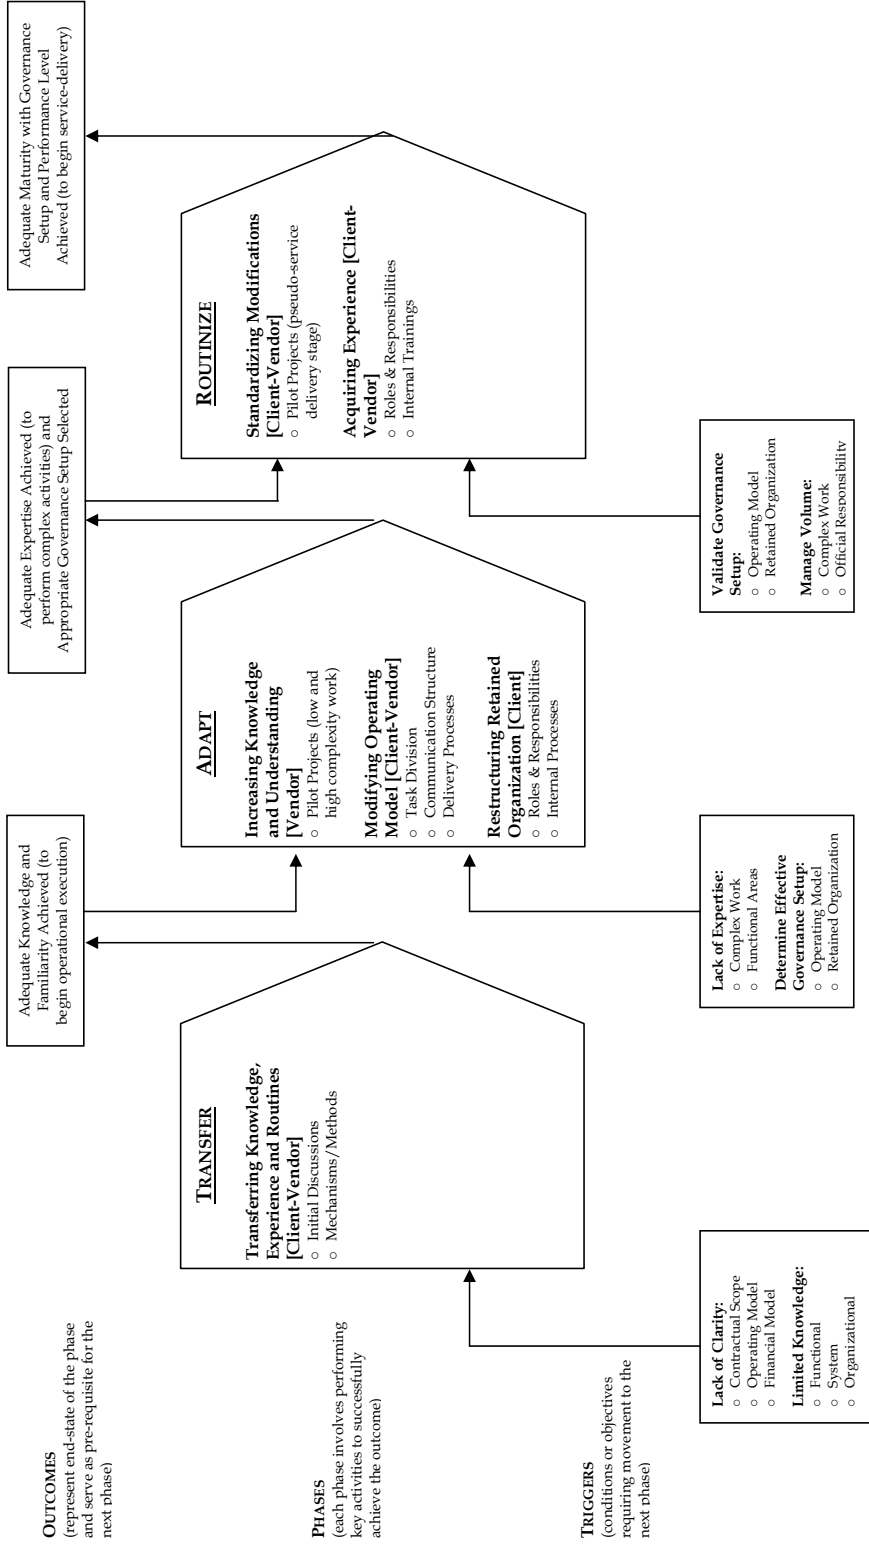 OUTCOMES
(represent end-state of the phase
and serve as pre-requisite for the
next phase)
Adequate Knowledge and
Familiarity Achieved (to
begin operational execution)
Adequate Expertise Achieved (to
perform complex activities) and
Appropriate Governance Setup Selected
Adequate Maturity with Governance
Setup and Performance Level
Achieved (to begin service-delivery)
PHASES
(each phase involves performing
key activities to successfully
achieve the outcome)
TRANSFER
Transferring Knowledge,
Experience and Routines
[Client-Vendor]
○ Initial Discussions
○ Mechanisms/Methods
ADAPT
Increasing Knowledge
and Understanding
[Vendor]
○ Pilot Projects (low and
high complexity work)
Modifying Operating
Model [Client-Vendor]
○ Task Division
○ Communication Structure
○ Delivery Processes
Restructuring Retained
Organization [Client]
○ Roles & Responsibilities
○ Internal Processes
ROUTINIZE
Standardizing Modifications
[Client-Vendor]
○ Pilot Projects (pseudo-service
delivery stage)
Acquiring Experience [Client-
Vendor]
○ Roles & Responsibilities
○ Internal Trainings
TRIGGERS
(conditions or objectives
requiring movement to the
next phase)
Lack of Clarity:
○ Contractual Scope
○ Operating Model
○ Financial Model
Limited Knowledge:
○ Functional
○ System
○ Organizational
Lack of Expertise:
○ Complex Work
○ Functional Areas
Determine Effective
Governance Setup:
○ Operating Model
○ Retained Organization
Validate Governance
Setup:
○ Operating Model
○ Retained Organization
Manage Volume:
○ Complex Work
○ Official Responsibility